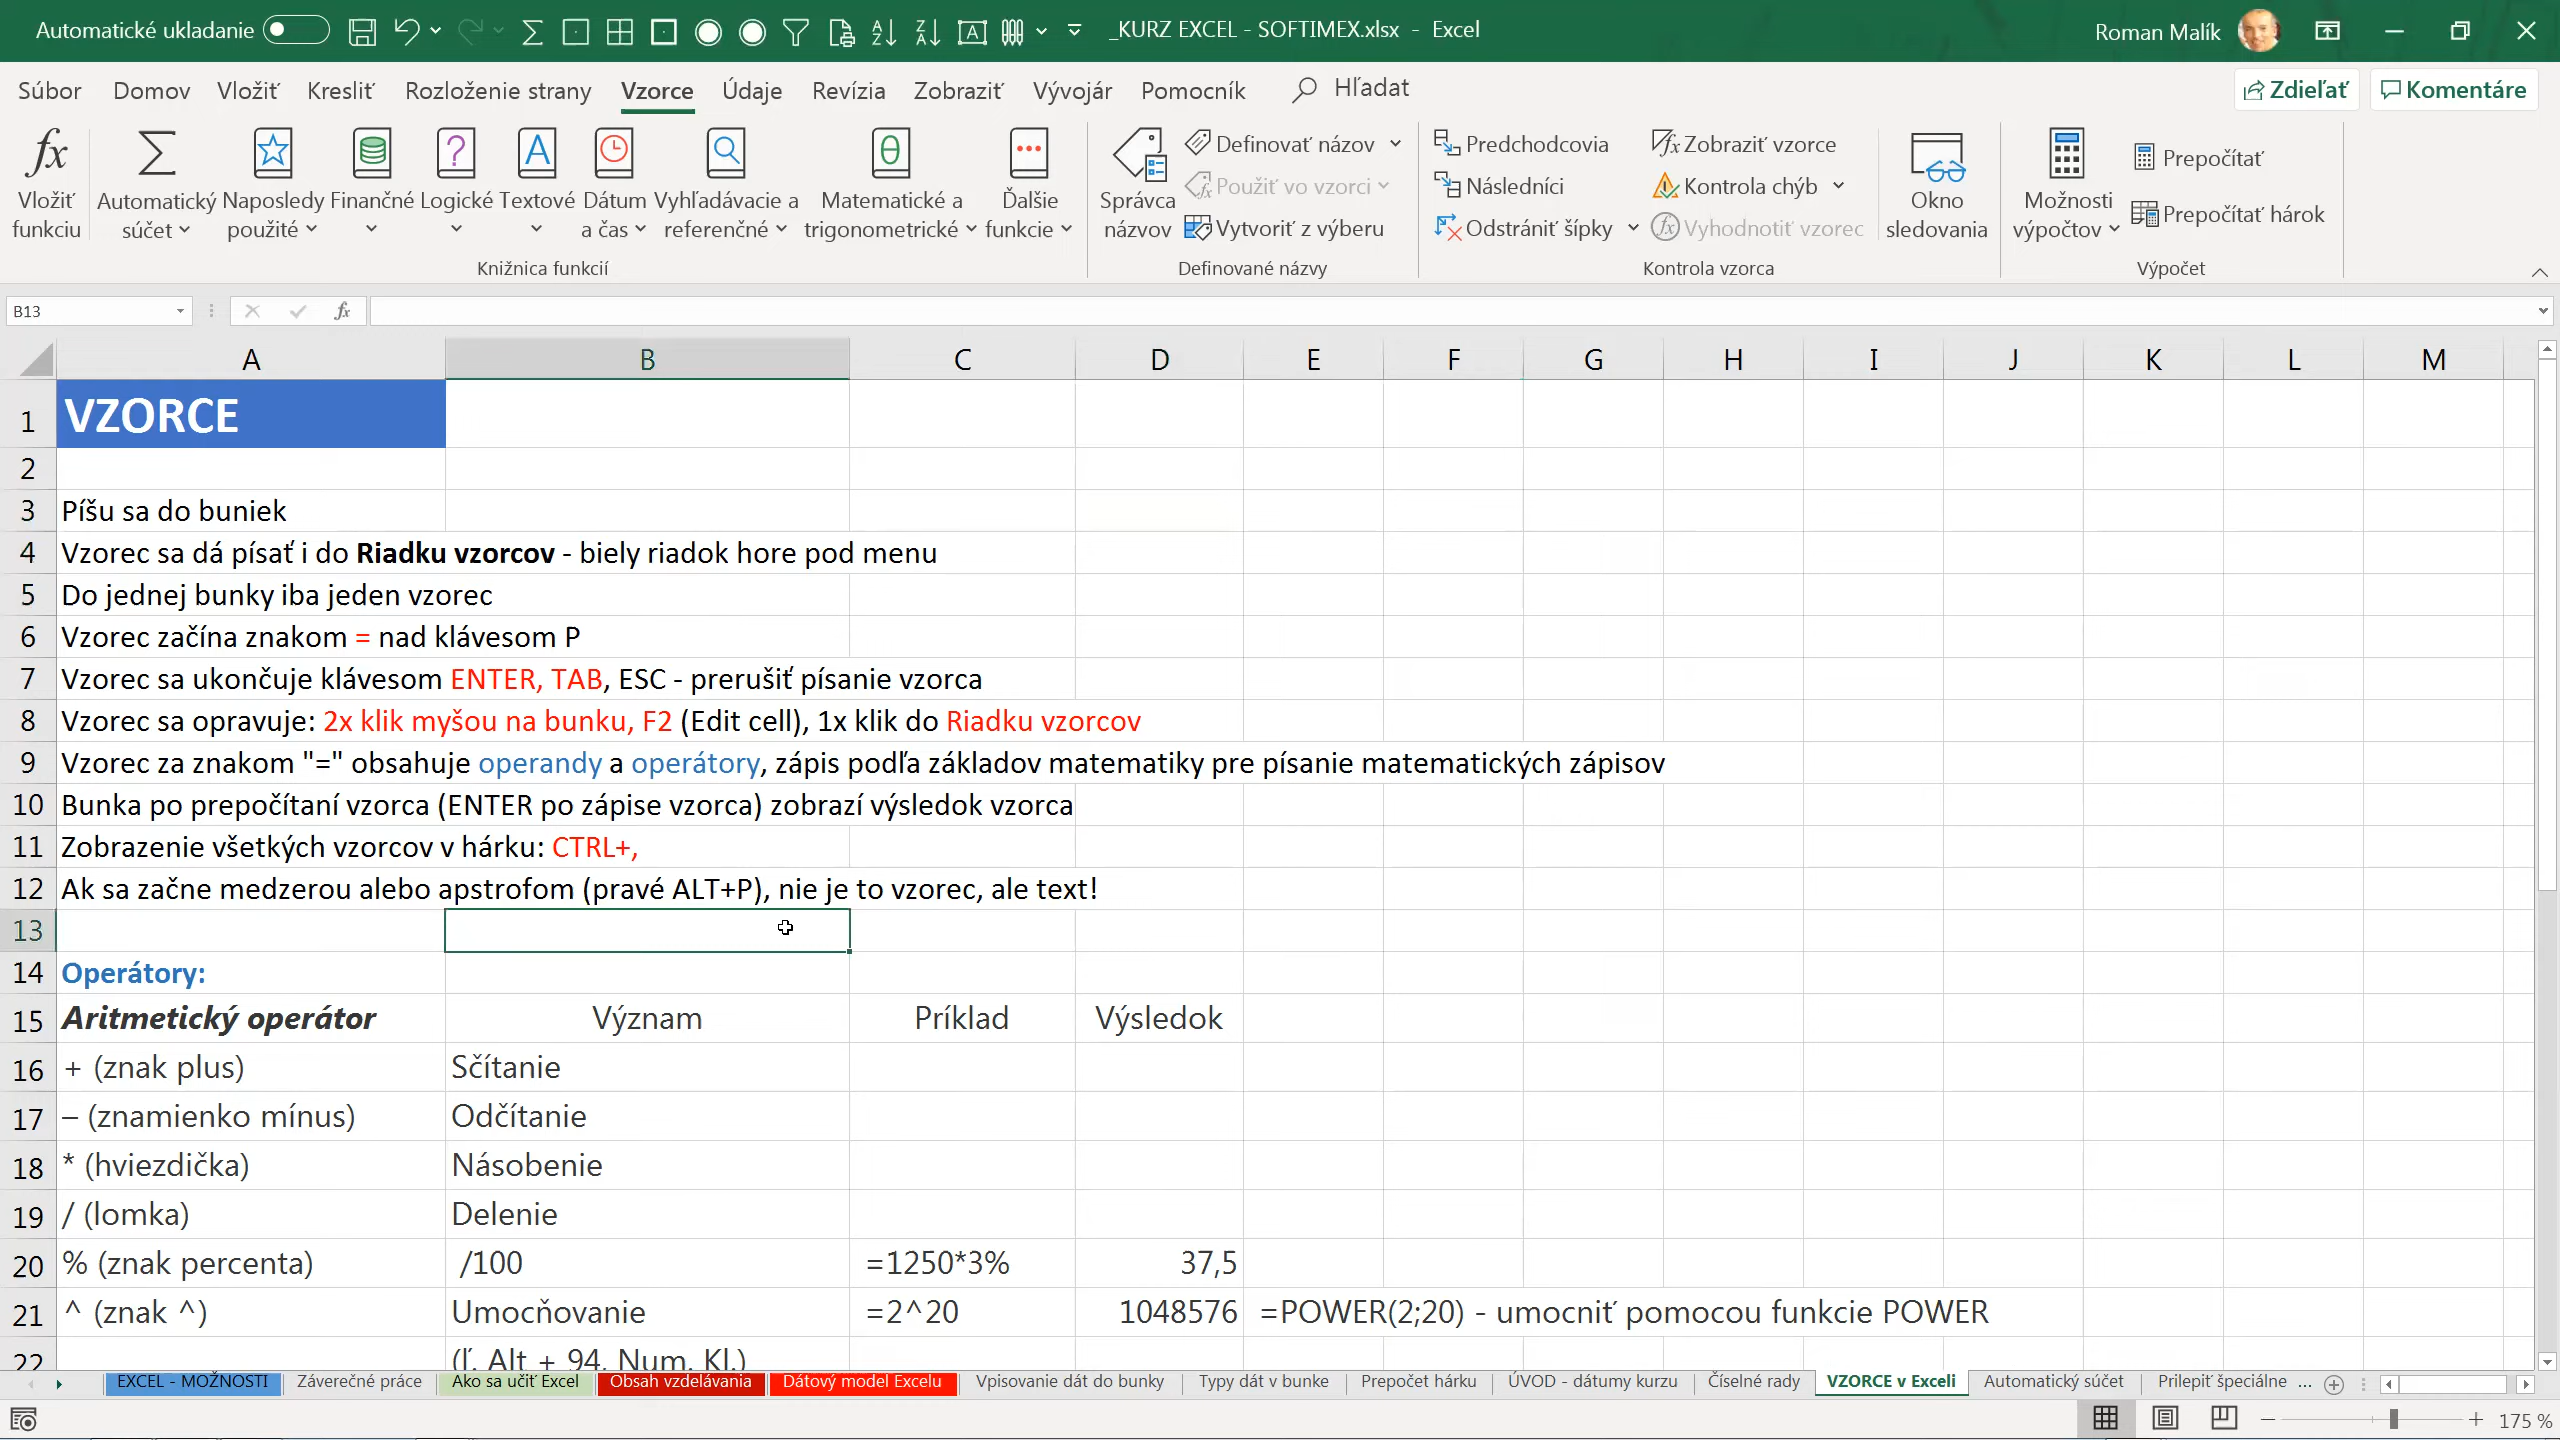 Automatické ukladanie
_KURZ EXCEL - SOFTIMEX.xlsx - Excel
Roman Malík
Súbor Domov Vložiť Kresliť Rozloženie strany Vzorce Údaje Revízia Zobraziť Vývojár Pomocník Hľadať
Zdieľať Komentáre
Vložiť funkciu
Automatický súčet
Naposledy použité
Finančné
Logické
Textové
Dátum a čas
Vyhľadávacie a referenčné
Matematické a trigonometrické
Ďalšie funkcie
Knižnica funkcií
Správca názvov
Definovať názov
Použiť vo vzorci
Vytvoriť z výberu
Definované názvy
Predchodcovia
Následníci
Odstrániť šípky
Zobraziť vzorce
Kontrola chýb
Vyhodnotiť vzorec
Kontrola vzorca
Okno sledovania
Možnosti výpočtov
Prepočítať
Prepočítať hárok
Výpočet
B13
fx
A B C D E F G H I J K L M
1 VZORCE
2
3 Píšu sa do buniek
4 Vzorec sa dá písať i do Riadku vzorcov - biely riadok hore pod menu
5 Do jednej bunky iba jeden vzorec
6 Vzorec začína znakom = nad klávesom P
7 Vzorec sa ukončuje klávesom ENTER, TAB, ESC - prerušiť písanie vzorca
8 Vzorec sa opravuje: 2x klik myšou na bunku, F2 (Edit cell), 1x klik do Riadku vzorcov
9 Vzorec za znakom "=" obsahuje operandy a operátory, zápis podľa základov matematiky pre písanie matematických zápisov
10 Bunka po prepočítaní vzorca (ENTER po zápise vzorca) zobrazí výsledok vzorca
11 Zobrazenie všetkých vzorcov v hárku: CTRL+,
12 Ak sa začne medzerou alebo apstrofom (pravé ALT+P), nie je to vzorec, ale text!
13
14 Operátory:
15 Aritmetický operátor Význam Príklad Výsledok
16 + (znak plus) Sčítanie
17 – (znamienko mínus) Odčítanie
18 * (hviezdička) Násobenie
19 / (lomka) Delenie
20 % (znak percenta) /100 =1250*3% 37,5
21 ^ (znak ^) Umocňovanie =2^20 1048576 =POWER(2;20) - umocniť pomocou funkcie POWER
22 (ľ. Alt + 94, Num. Kl.)
EXCEL - MOŽNOSTI Záverečné práce Ako sa učiť Excel Obsah vzdelávania Dátový model Excelu Vpisovanie dát do bunky Typy dát v bunke Prepočet hárku ÚVOD - dátumy kurzu Číselné rady VZORCE v Exceli Automatický súčet Prilepiť špeciálne ...
175 %